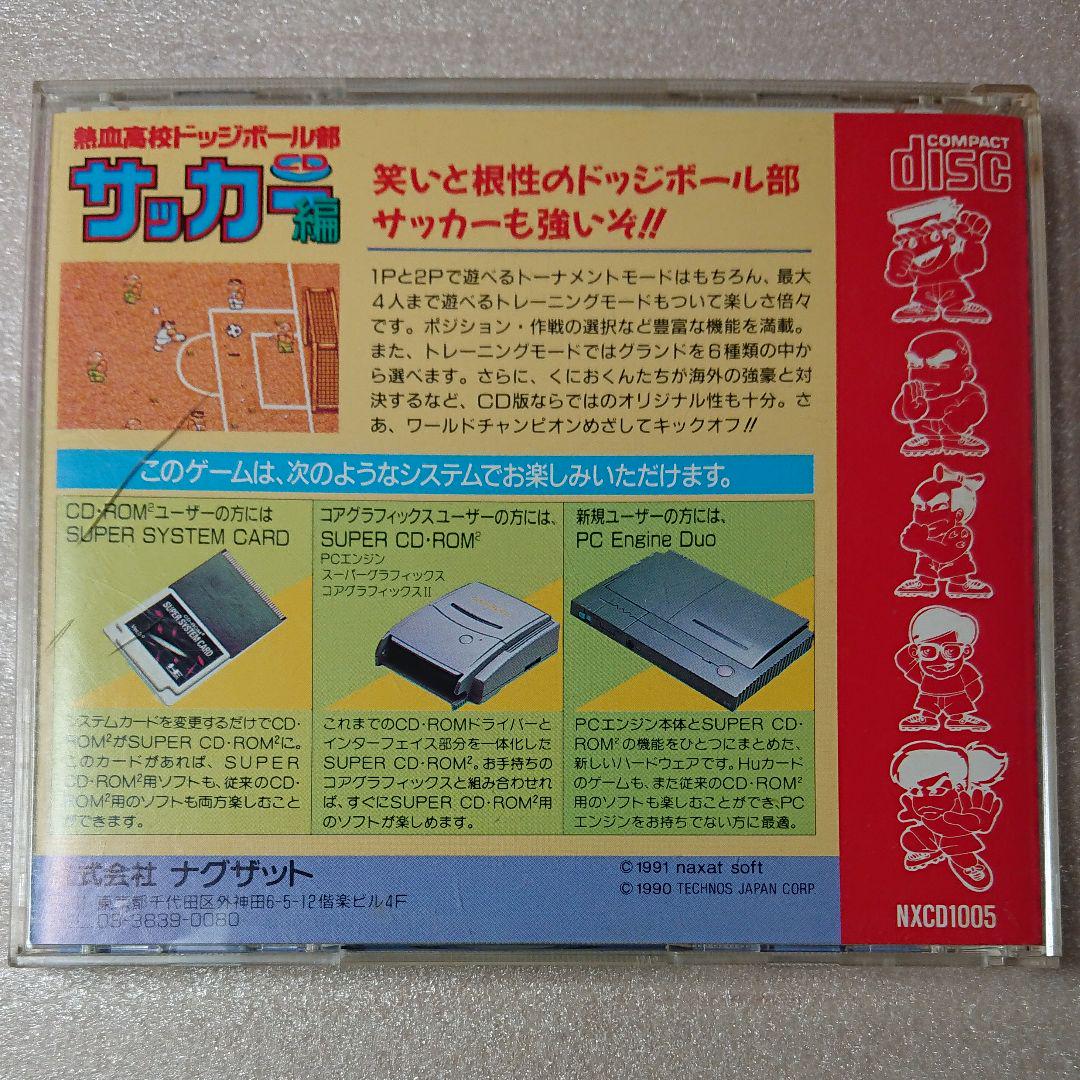 熱血高校ドッジボール部
CD
サッカー編
笑いと根性のドッジボール部
サッカーも強いぞ!!
1Pと2Pで遊べるトーナメントモードはもちろん、最大
4人まで遊べるトレーニングモードもついて楽しさ倍々
です。ポジション・作戦の選択など豊富な機能を満載。
また、トレーニングモードではグランドを6種類の中か
ら選べます。さらに、くにおくんたちが海外の強豪と対
決するなど、CD版ならではのオリジナル性も十分。さ
あ、ワールドチャンピオンめざしてキックオフ!!
COMPACT
disc
このゲームは、次のようなシステムでお楽しみいただけます。
CD・ROM²ユーザーの方には
SUPER SYSTEM CARD
SUPER SYSTEM CARD
システムカードを変更するだけでCD・
ROM²がSUPER CD・ROM²に。
このカードがあれば、SUPER
CD・ROM²用ソフトも、従来のCD・
ROM²用のソフトも両方楽しむこと
ができます。
コアグラフィックスユーザーの方には、
SUPER CD・ROM²
PCエンジン
スーパーグラフィックス
コアグラフィックスII
これまでのCD・ROMドライバーと
インターフェイス部分を一体化した
SUPER CD・ROM²。お手持ちの
コアグラフィックスと組み合わせれ
ば、すぐにSUPER CD・ROM²用
のソフトが楽しめます。
新規ユーザーの方には、
PC Engine Duo
PCエンジン本体とSUPER CD・
ROM²の機能をひとつにまとめた、
新しいハードウェアです。Huカード
のゲームも、また従来のCD・ROM²
用のソフトも楽しむことができ、PC
エンジンをお持ちでない方に最適。
式会社 ナグザット
東京都千代田区外神田6-5-12偕楽ビル4F
03-3839-0080
©1991 naxat soft
©1990 TECHNOS JAPAN CORP
NXCD1005